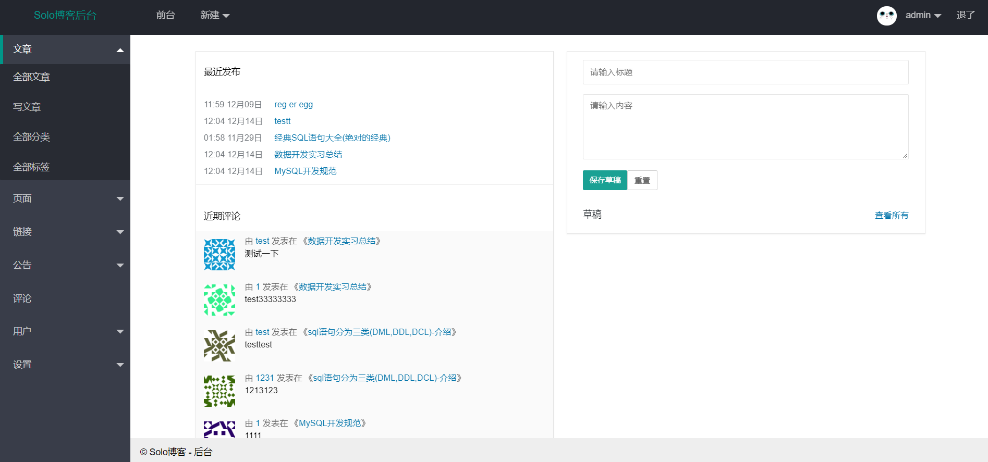 Solo博客后台 前台 新建 admin 退了
文章
全部文章
写文章
全部分类
全部标签
页面
链接
公告
评论
用户
设置
最近发布
11:59 12月09日 reg or egg
12:04 12月14日 testt
01:58 11月29日 经典SQL语句大全(绝对的经典)
12:04 12月14日 数据开发实习总结
12:04 12月14日 MySQL开发规范
近期评论
由 test 发表在 《数据开发实习总结》
测试一下
由 1 发表在 《数据开发实习总结》
test33333333
由 test 发表在 《sql语句分为三类(DML,DDL,DCL)-介绍》
testtest
由 1231 发表在 《sql语句分为三类(DML,DDL,DCL)-介绍》
1213123
由 1 发表在 《MySQL开发规范》
1111
请输入标题
请输入内容
保存草稿 重置
草稿 查看所有
© Solo博客 - 后台